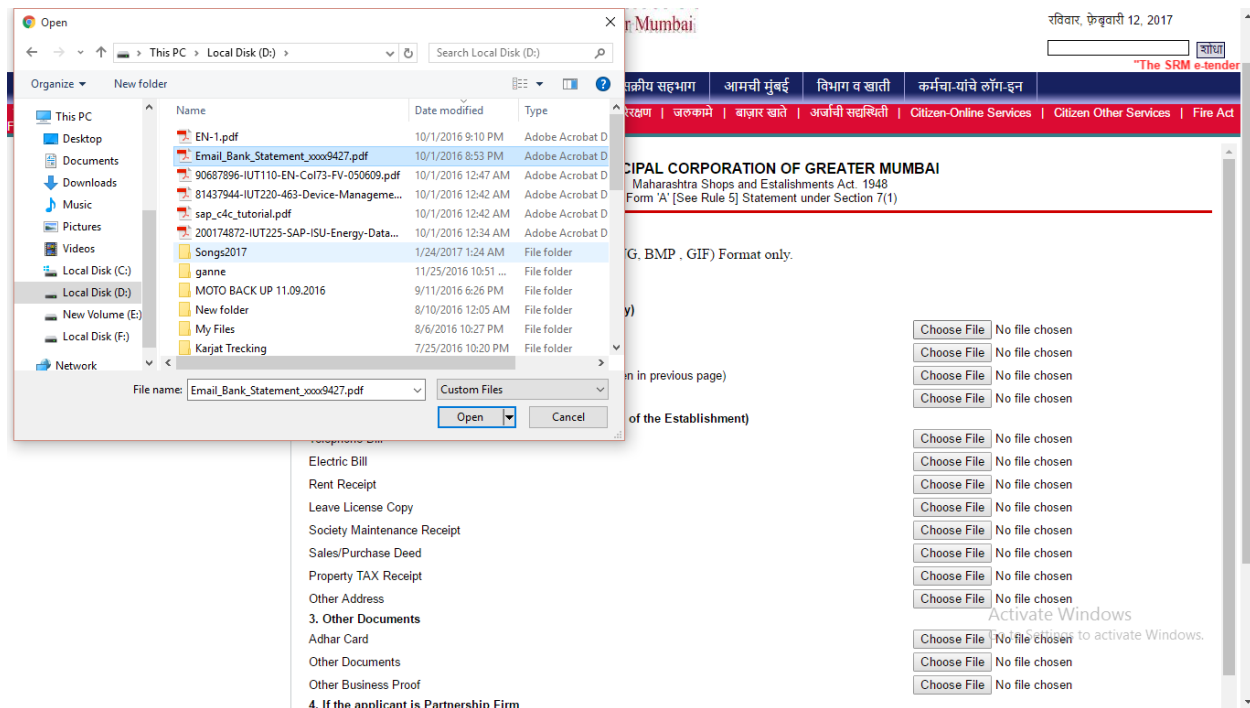 Open
r Mumbai
रविवार, फ़ेब्रुवारी 12, 2017
This PC > Local Disk (D:) >
Search Local Disk (D:)
शोधा
"The SRM e-tender
Organize
New folder
सक्रीय सहभाग
आमची मुंबई
विभाग व खाती
कर्मचा-यांचे लॉग-इन
| जलकामे | बाज़ार खाते | अर्जाची सद्यस्थिती | Citizen-Online Services | Citizen Other Services | Fire Act
This PC
Desktop
Documents
Downloads
Music
Pictures
Videos
Local Disk (C:)
Local Disk (D:)
New Volume (E:)
Local Disk (F:)
Network
Name Date modified Type
EN-1.pdf 10/1/2016 9:10 PM Adobe Acrobat D
Email_Bank_Statement_xxxx9427.pdf 10/1/2016 8:53 PM Adobe Acrobat D
90687896-IUT110-EN-Col73-FV-050609.pdf 10/1/2016 12:47 AM Adobe Acrobat D
81437944-IUT220-463-Device-Manageme... 10/1/2016 12:42 AM Adobe Acrobat D
sap_c4c_tutorial.pdf 10/1/2016 12:42 AM Adobe Acrobat D
200174872-IUT225-SAP-ISU-Energy-Data... 10/1/2016 12:34 AM Adobe Acrobat D
Songs2017 1/24/2017 1:24 AM File folder
ganne 11/25/2016 10:51 ... File folder
MOTO BACK UP 11.09.2016 9/11/2016 6:26 PM File folder
New folder 8/10/2016 12:05 AM File folder
My Files 8/6/2016 10:27 PM File folder
Karjat Trecking 7/25/2016 10:20 PM File folder
File name: Email_Bank_Statement_xxxx9427.pdf Custom Files
Open Cancel
CIPAL CORPORATION OF GREATER MUMBAI
Maharashtra Shops and Estalishments Act. 1948
Form 'A' [See Rule 5] Statement under Section 7(1)
G, BMP , GIF) Format only.
y)
Choose File No file chosen
Choose File No file chosen
en in previous page) Choose File No file chosen
Choose File No file chosen
of the Establishment)
Telephone Bill Choose File No file chosen
Electric Bill Choose File No file chosen
Rent Receipt Choose File No file chosen
Leave License Copy Choose File No file chosen
Society Maintenance Receipt Choose File No file chosen
Sales/Purchase Deed Choose File No file chosen
Property TAX Receipt Choose File No file chosen
Other Address Choose File No file chosen
Activate Windows
3. Other Documents
Go to Settings to activate Windows.
Adhar Card Choose File No file chosen
Other Documents Choose File No file chosen
Other Business Proof Choose File No file chosen
4. If the applicant is Partnership Firm